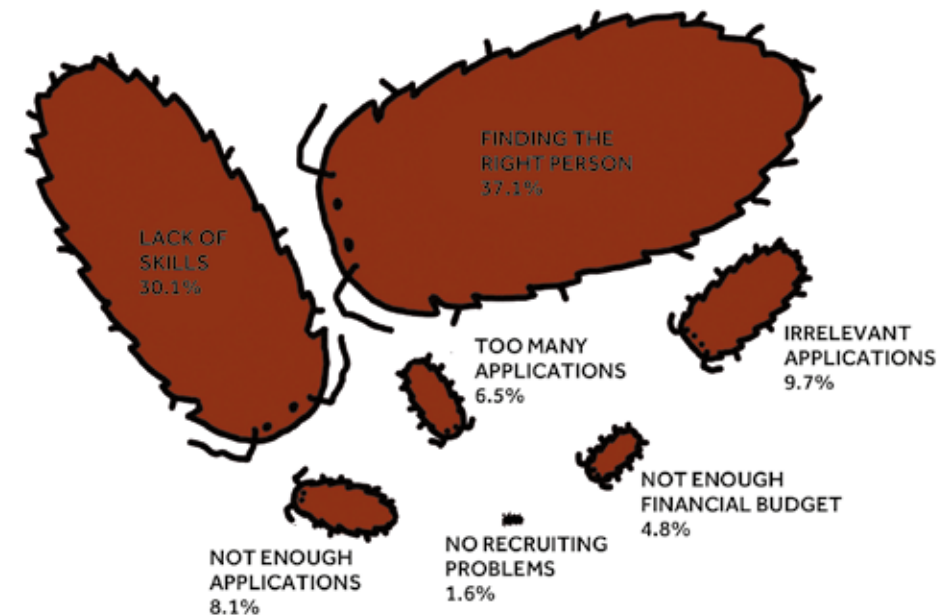 FINDING THE
RIGHT PERSON
37.1%
LACK OF
SKILLS
30.1%
IRRELEVANT
APPLICATIONS
9.7%
TOO MANY
APPLICATIONS
6.5%
NOT ENOUGH
FINANCIAL BUDGET
4.8%
NO RECRUITING
PROBLEMS
1.6%
NOT ENOUGH
APPLICATIONS
8.1%